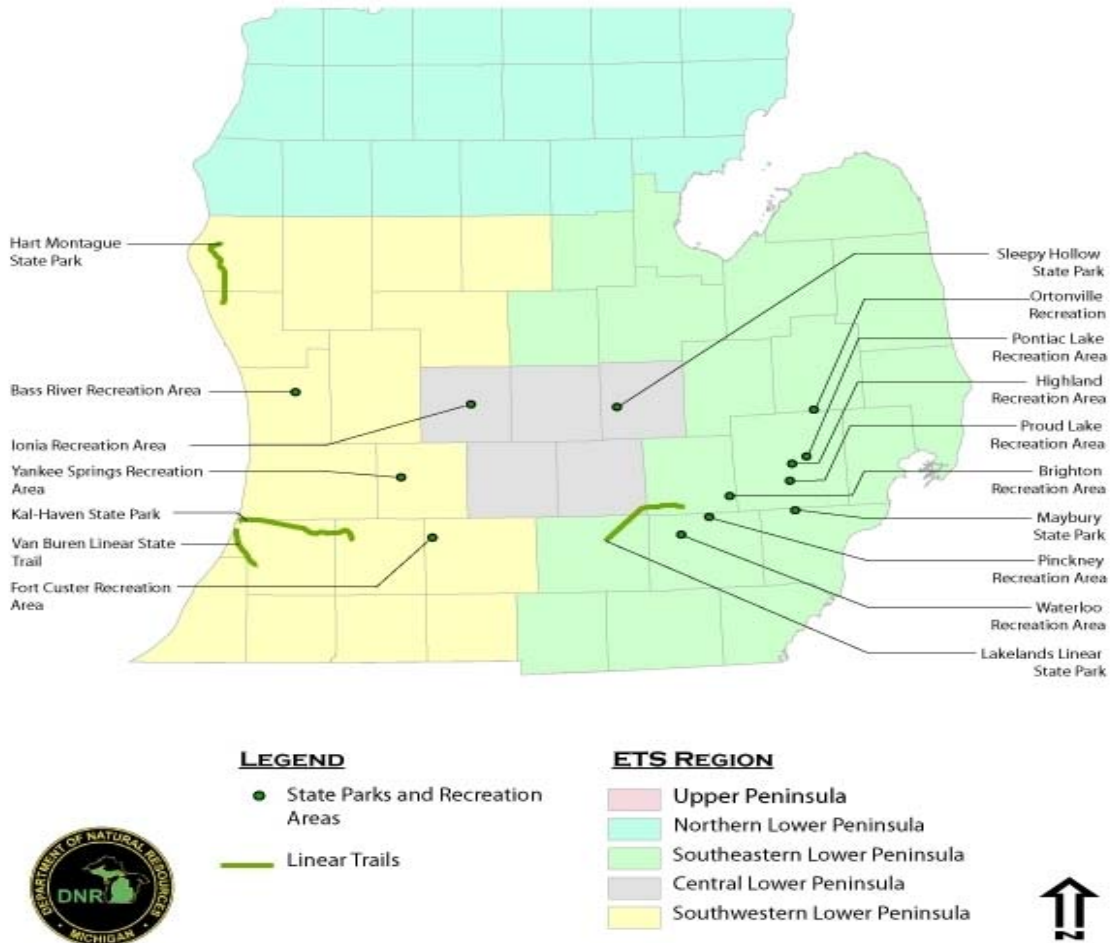 Hart Montague
State Park
Bass River Recreation Area
Ionia Recreation Area
Yankee Springs Recreation
Area
Kal-Haven State Park
Van Buren Linear State
Trail
Fort Custer Recreation
Area
Sleepy Hollow
State Park
Ortonville
Recreation
Pontiac Lake
Recreation Area
Highland
Recreation Area
Proud Lake
Recreation Area
Brighton
Recreation Area
Maybury
State Park
Pinckney
Recreation Area
Waterloo
Recreation Area
Lakelands Linear
State Park
LEGEND
State Parks and Recreation
Areas
Linear Trails
ETS REGION
Upper Peninsula
Northern Lower Peninsula
Southeastern Lower Peninsula
Central Lower Peninsula
Southwestern Lower Peninsula
DEPARTMENT OF NATURAL RESOURCES
DNR
MICHIGAN
N